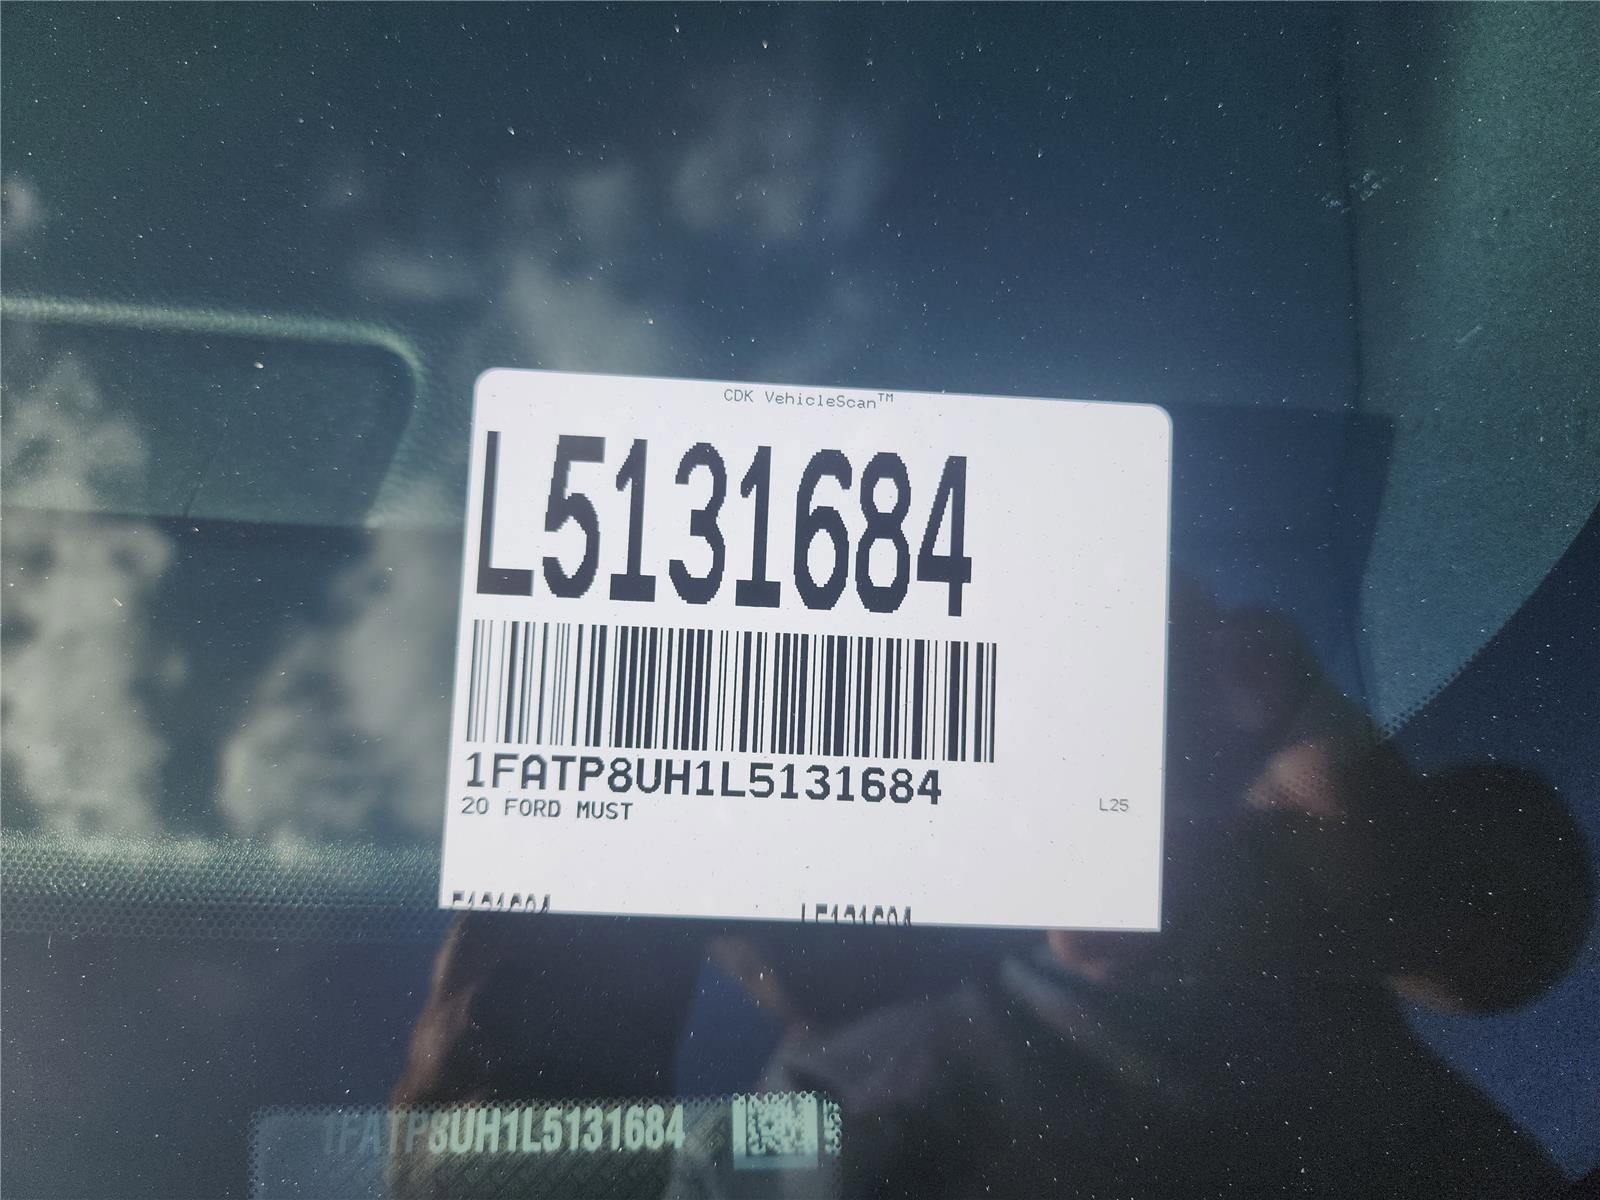 CDK VehicleScan™
L5131684
1FATP8UH1L5131684
20 FORD MUST
L25
1FATP8UH1L5131684